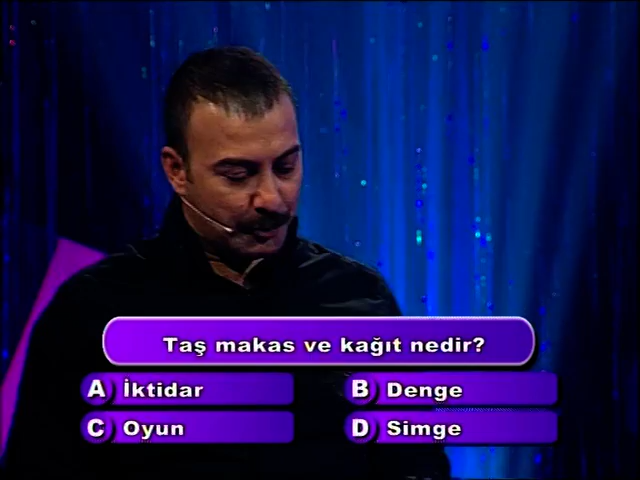 Taş makas ve kağıt nedir?
A İktidar
B Denge
C Oyun
D Simge